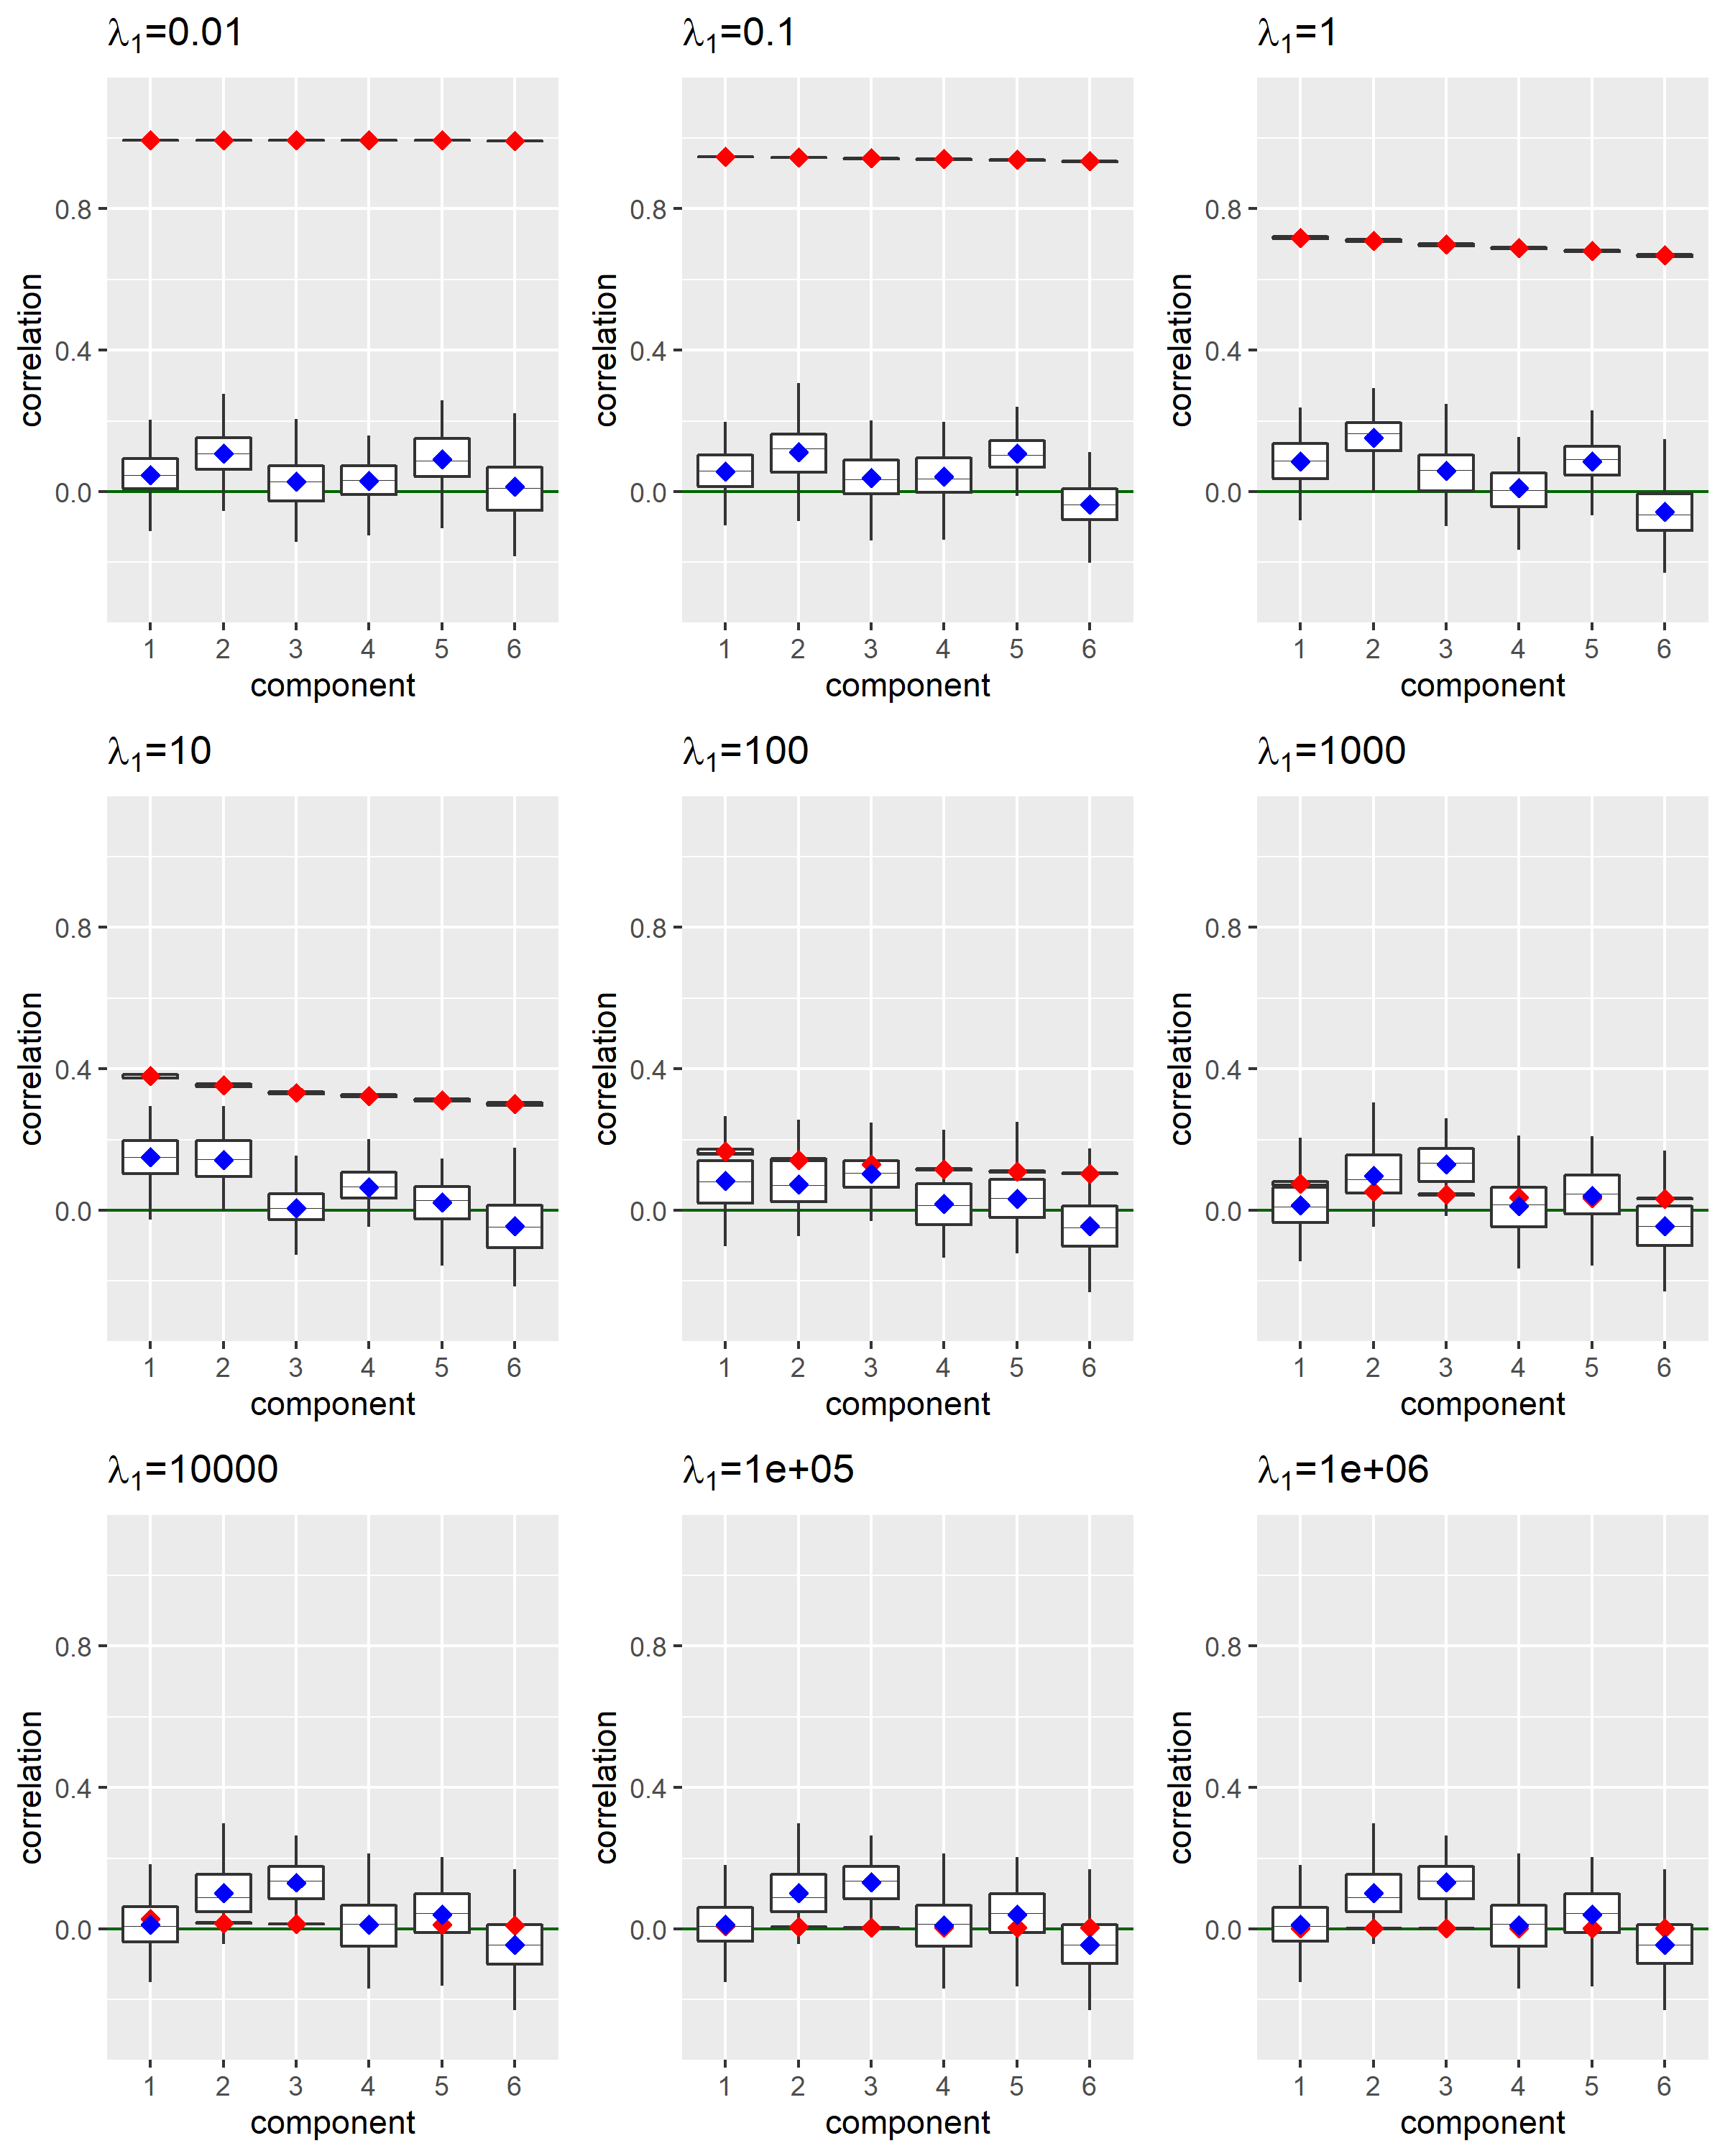 λ1=0.01
0.8
0.4
0.0
correlation
1 2 3 4 5 6
component
λ1=0.1
0.8
0.4
0.0
correlation
1 2 3 4 5 6
component
λ1=1
0.8
0.4
0.0
correlation
1 2 3 4 5 6
component
λ1=10
0.8
0.4
0.0
correlation
1 2 3 4 5 6
component
λ1=100
0.8
0.4
0.0
correlation
1 2 3 4 5 6
component
λ1=1000
0.8
0.4
0.0
correlation
1 2 3 4 5 6
component
λ1=10000
0.8
0.4
0.0
correlation
1 2 3 4 5 6
component
λ1=1e+05
0.8
0.4
0.0
correlation
1 2 3 4 5 6
component
λ1=1e+06
0.8
0.4
0.0
correlation
1 2 3 4 5 6
component